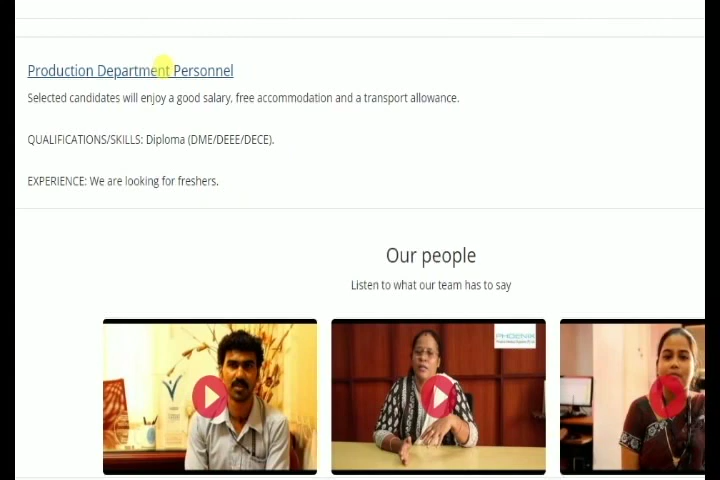 Production Department Personnel
Selected candidates will enjoy a good salary, free accommodation and a transport allowance.
QUALIFICATIONS/SKILLS: Diploma (DME/DEEE/DECE).
EXPERIENCE: We are looking for freshers.
Our people
Listen to what our team has to say
PHOENIX